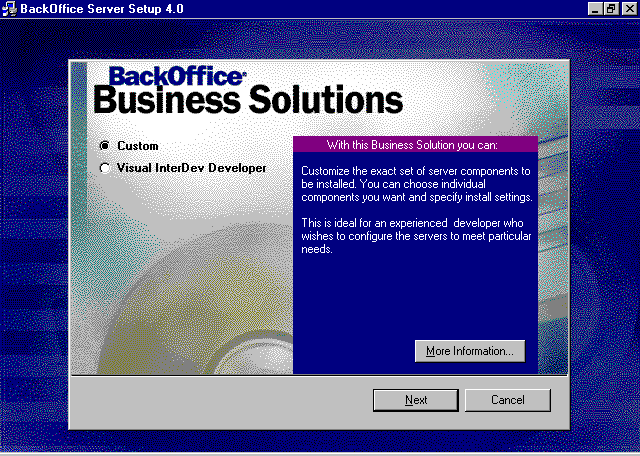 BackOffice Server Setup 4.0
BackOffice®
Business Solutions
Custom
Visual InterDev Developer
With this Business Solution you can:
Customize the exact set of server components to
be installed. You can choose individual
components you want and specify install settings.
This is ideal for an experienced  developer who
wishes to configure the servers to meet particular
needs.
More Information...
Next
Cancel